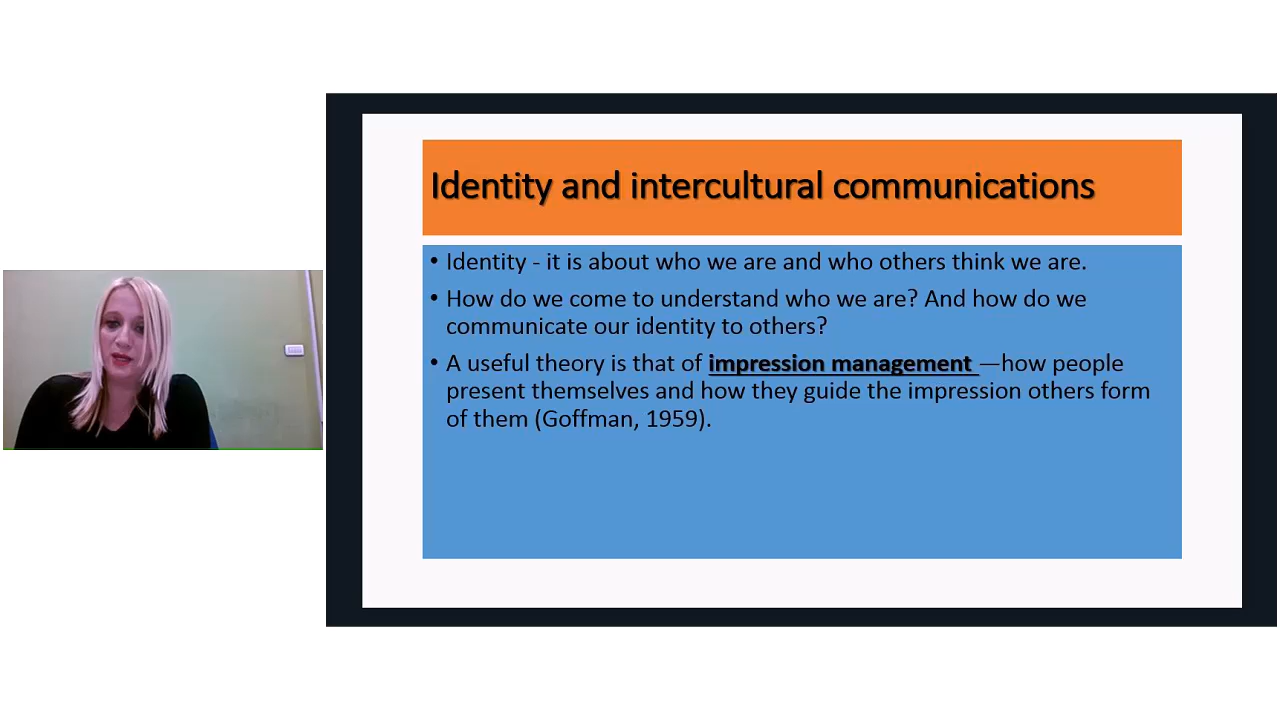 Identity and intercultural communications
• Identity - it is about who we are and who others think we are.
• How do we come to understand who we are? And how do we
communicate our identity to others?
• A useful theory is that of impression management —how people
present themselves and how they guide the impression others form
of them (Goffman, 1959).